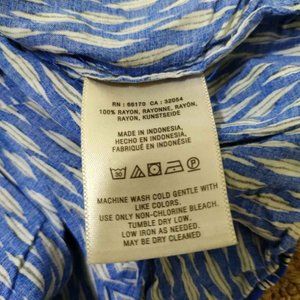 RN : 66170 CA : 32054
100% RAYON, RAYONNE, RAYÓN,
RAYON, KUNSTSEIDE
MADE IN INDONESIA,
HECHO EN INDONESIA,
FABRIQUÉ EN INDONÉSIE
MACHINE WASH COLD GENTLE WITH
LIKE COLORS.
USE ONLY NON-CHLORINE BLEACH.
TUMBLE DRY LOW.
LOW IRON AS NEEDED.
MAY BE DRY CLEANED